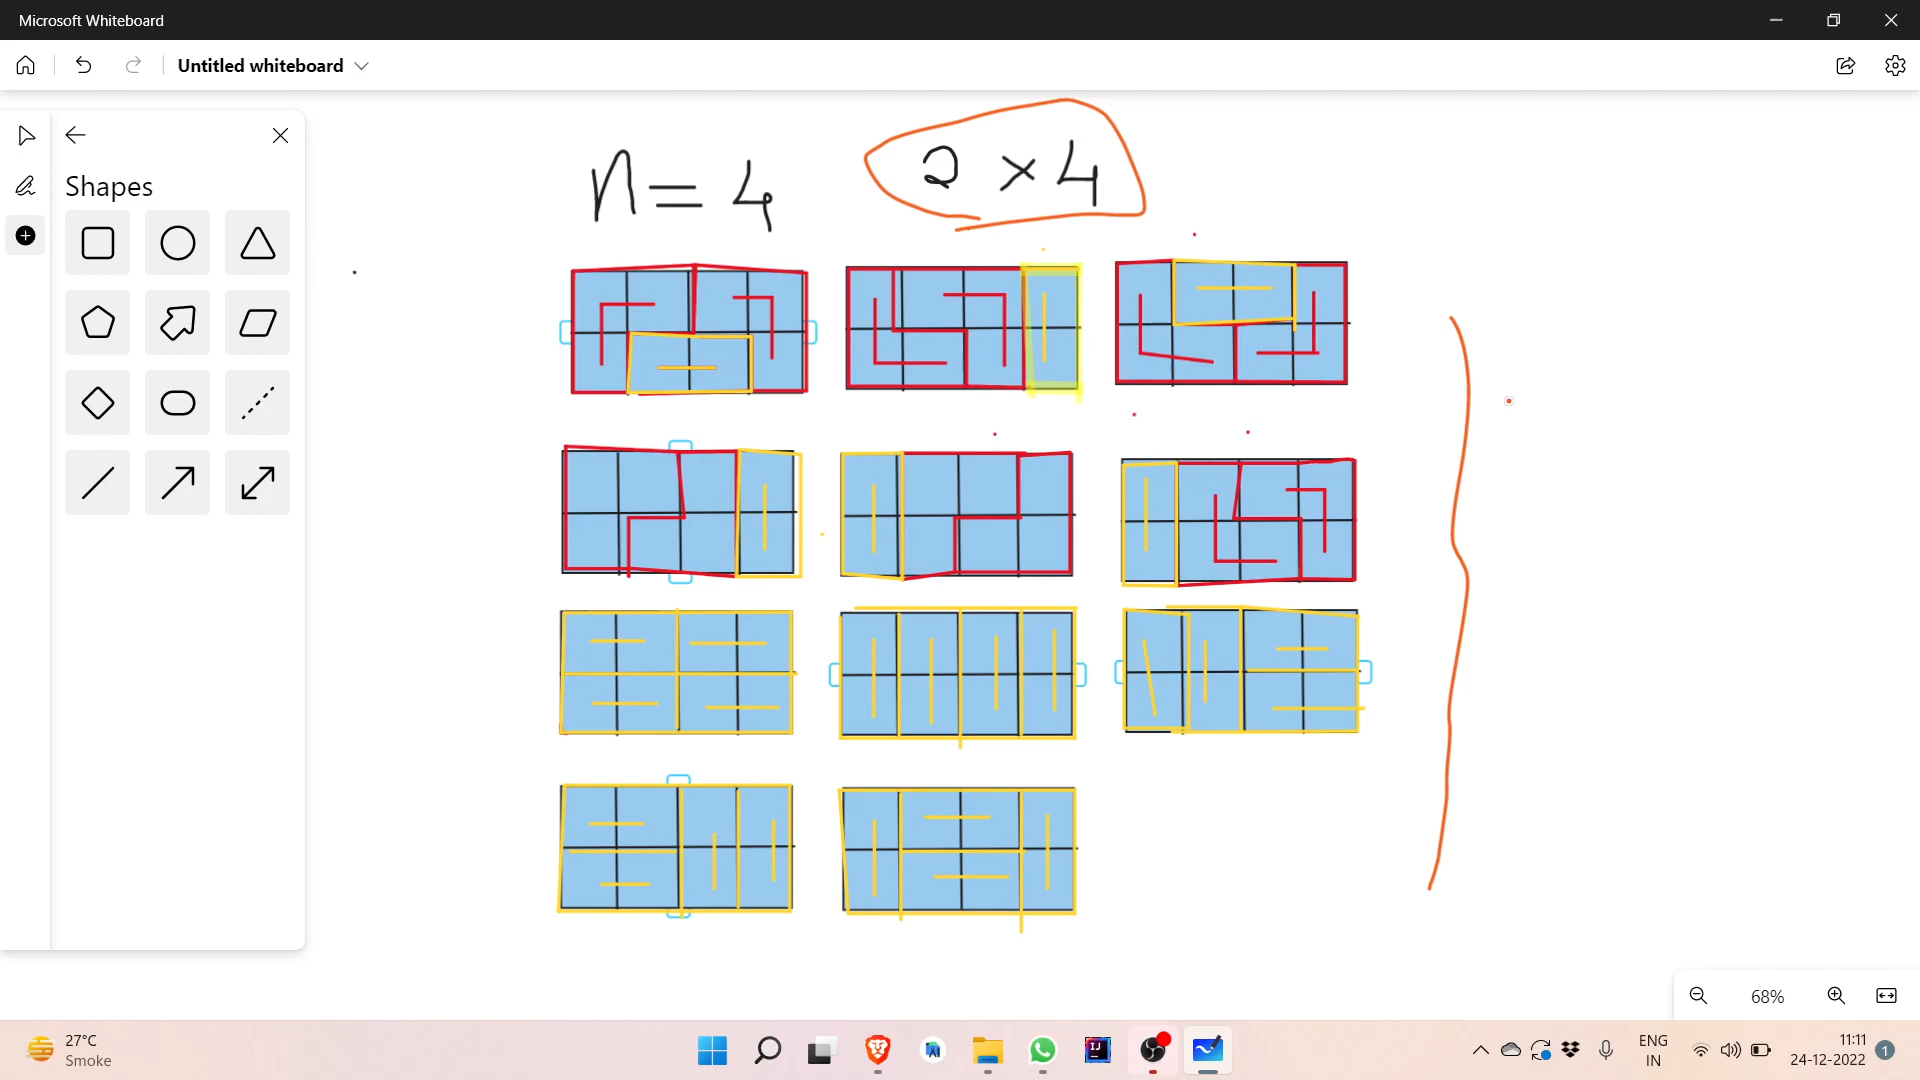 Microsoft Whiteboard
Untitled whiteboard
Shapes
n = 4
2 × 4
68%
27°C
Smoke
ENG
IN
11:11
24-12-2022
1